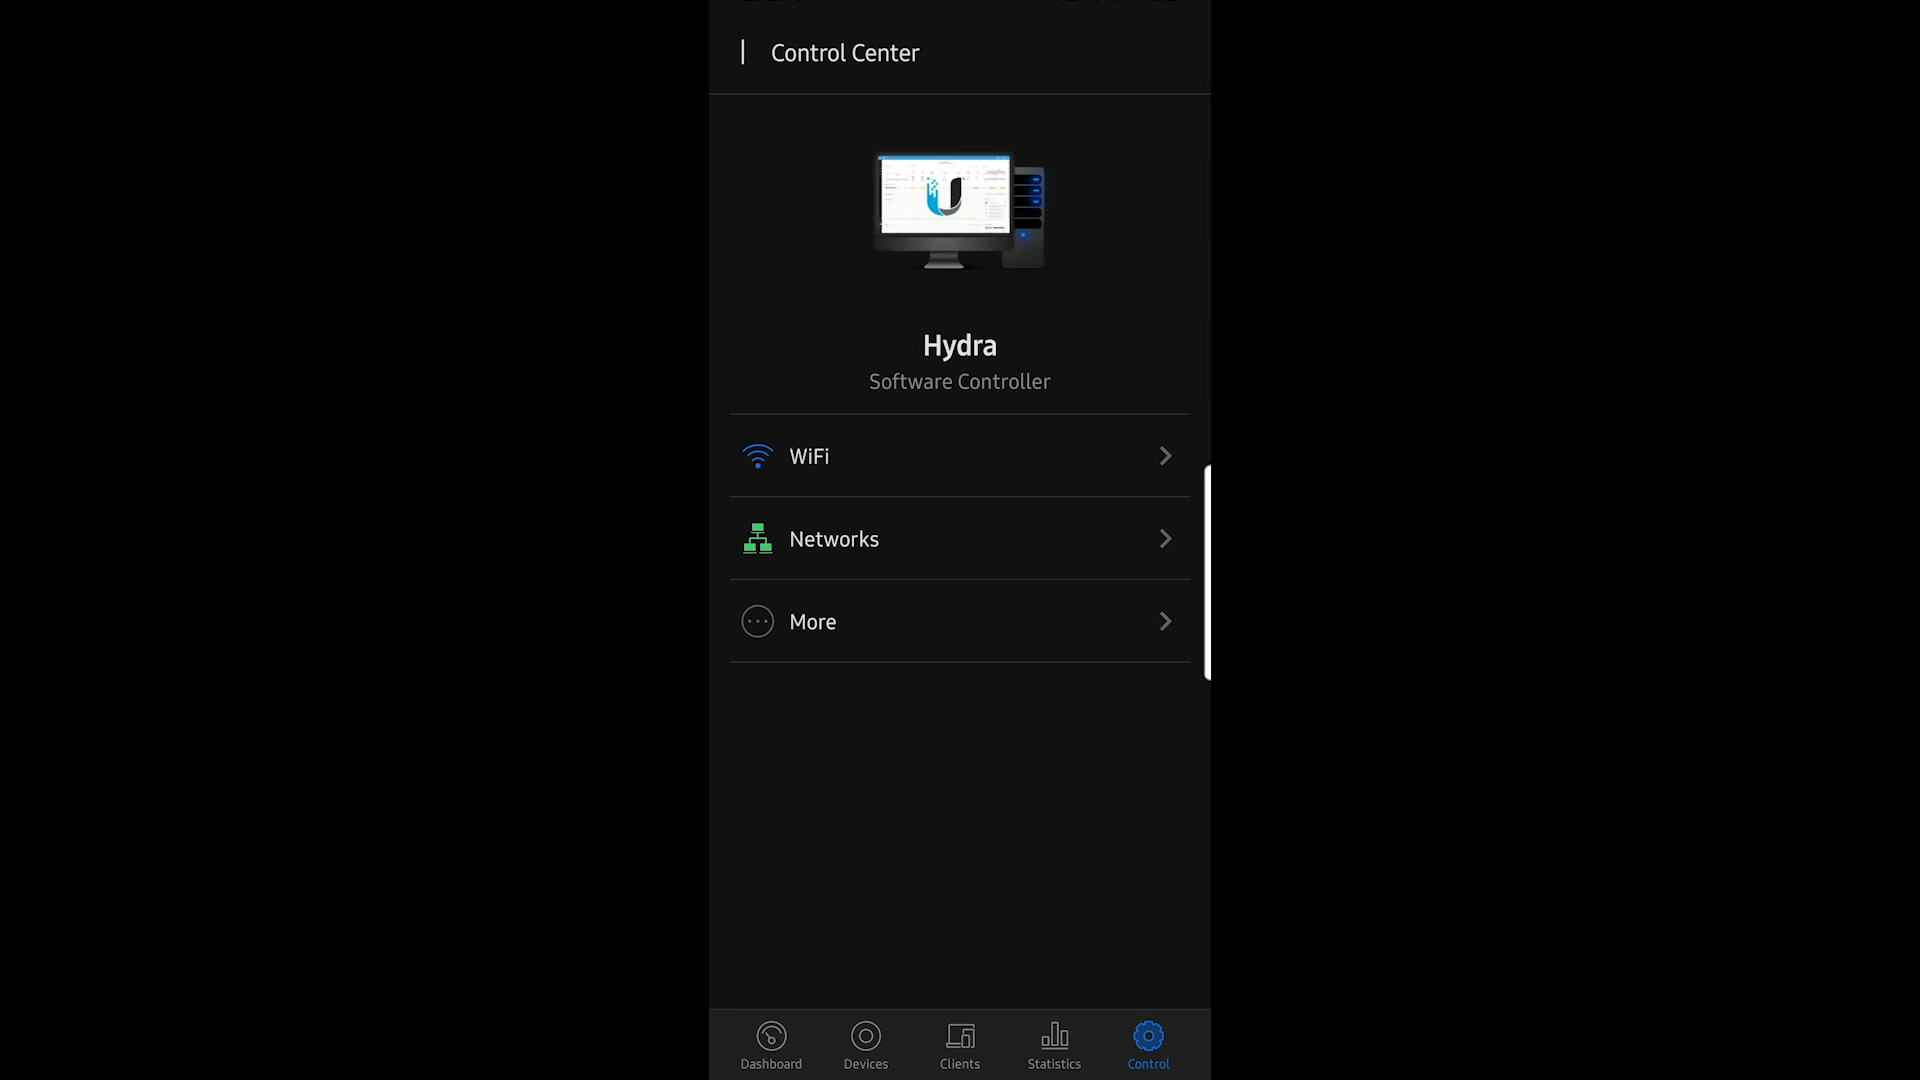 Control Center
Hydra
Software Controller
WiFi
Networks
More
Dashboard
Devices
Clients
Statistics
Control